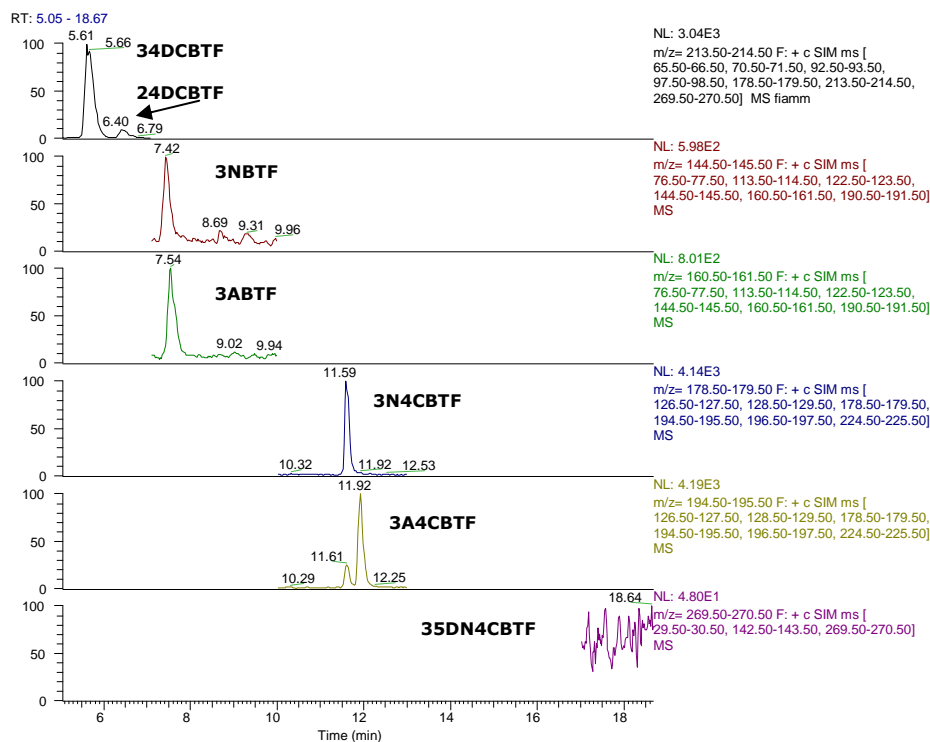 RT: 5.05 - 18.67
100
50
0
5.61
5.66
34DCBTF
24DCBTF
6.40
6.79
NL: 3.04E3
m/z= 213.50-214.50 F: + c SIM ms [
65.50-66.50, 70.50-71.50, 92.50-93.50,
97.50-98.50, 178.50-179.50, 213.50-214.50,
269.50-270.50] MS fiamm
100
50
0
7.42
3NBTF
8.69
9.31
9.96
NL: 5.98E2
m/z= 144.50-145.50 F: + c SIM ms [
76.50-77.50, 113.50-114.50, 122.50-123.50,
144.50-145.50, 160.50-161.50, 190.50-191.50]
MS
100
50
0
7.54
3ABTF
9.02
9.94
NL: 8.01E2
m/z= 160.50-161.50 F: + c SIM ms [
76.50-77.50, 113.50-114.50, 122.50-123.50,
144.50-145.50, 160.50-161.50, 190.50-191.50]
MS
100
50
0
11.59
3N4CBTF
10.32
11.92
12.53
NL: 4.14E3
m/z= 178.50-179.50 F: + c SIM ms [
126.50-127.50, 128.50-129.50, 178.50-179.50,
194.50-195.50, 196.50-197.50, 224.50-225.50]
MS
100
50
0
11.92
3A4CBTF
11.61
10.29
12.25
NL: 4.19E3
m/z= 194.50-195.50 F: + c SIM ms [
126.50-127.50, 128.50-129.50, 178.50-179.50,
194.50-195.50, 196.50-197.50, 224.50-225.50]
MS
100
50
0
18.64
35DN4CBTF
NL: 4.80E1
m/z= 269.50-270.50 F: + c SIM ms [
29.50-30.50, 142.50-143.50, 269.50-270.50]
MS
6 8 10 12 14 16 18
Time (min)